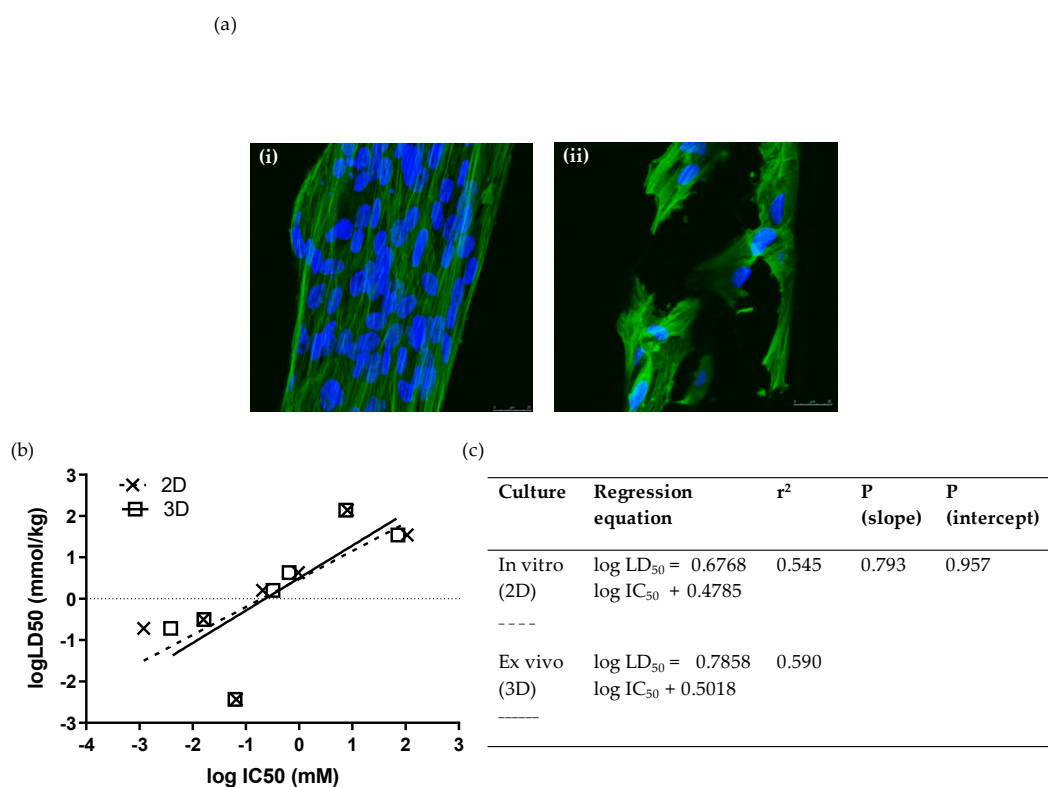 (a)
(i)
(ii)
(b)
(c)
3
2
1
0
-1
-2
-3
logLD50 (mmol/kg)
2D
3D
-4 -3 -2 -1 0 1 2 3
log IC50 (mM)
Culture Regression r² P P
equation (slope) (intercept)
In vitro log LD₅₀ = 0.6768 0.545 0.793 0.957
(2D) log IC₅₀ + 0.4785
Ex vivo log LD₅₀ = 0.7858 0.590
(3D) log IC₅₀ + 0.5018